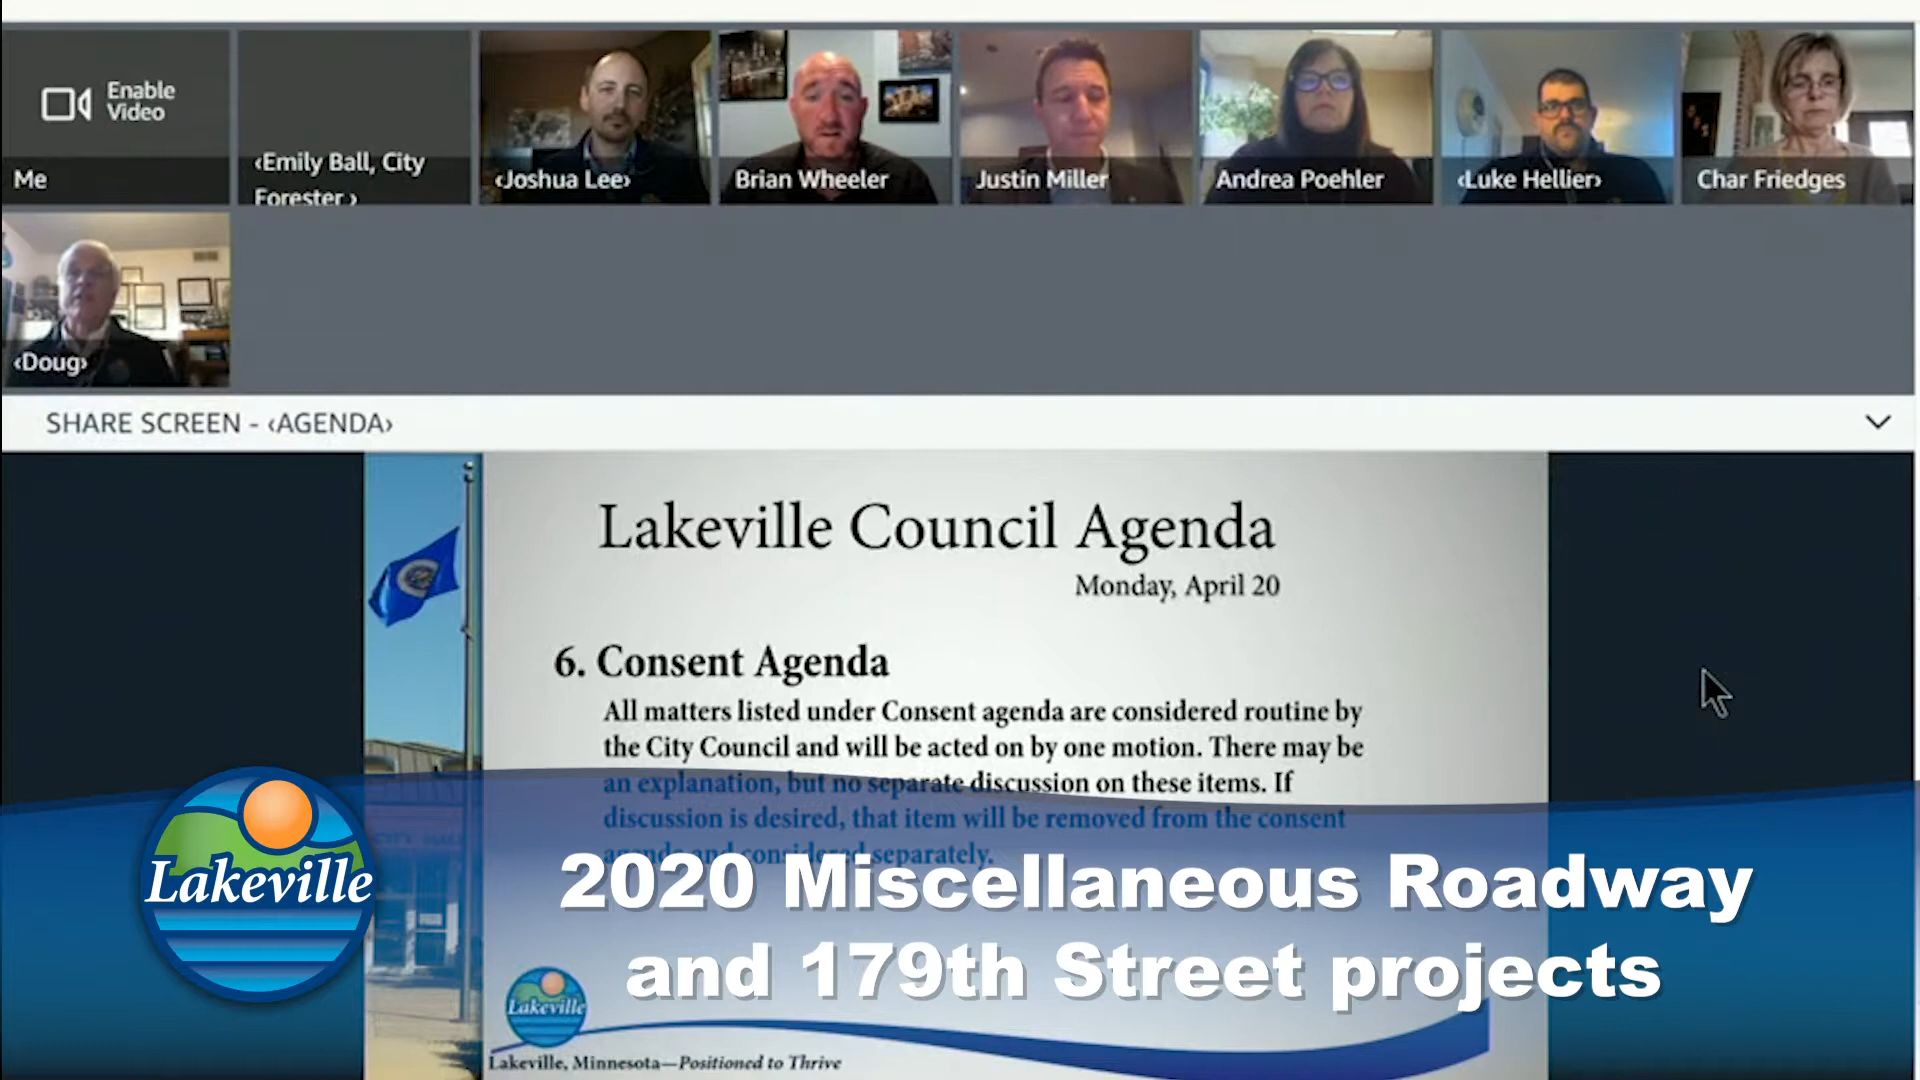 Enable
Video
Me
‹Emily Ball, City
Forester ›
‹Joshua Lee›
Brian Wheeler
Justin Miller
Andrea Poehler
‹Luke Hellier›
Char Friedges
‹Doug›
SHARE SCREEN - ‹AGENDA›
Lakeville Council Agenda
Monday, April 20
6. Consent Agenda
All matters listed under Consent agenda are considered routine by
the City Council and will be acted on by one motion. There may be
an explanation, but no separate discussion on these items. If
discussion is desired, that item will be removed from the consent
agenda and considered separately.
Lakeville
2020 Miscellaneous Roadway
and 179th Street projects
Lakeville
Lakeville, Minnesota—Positioned to Thrive